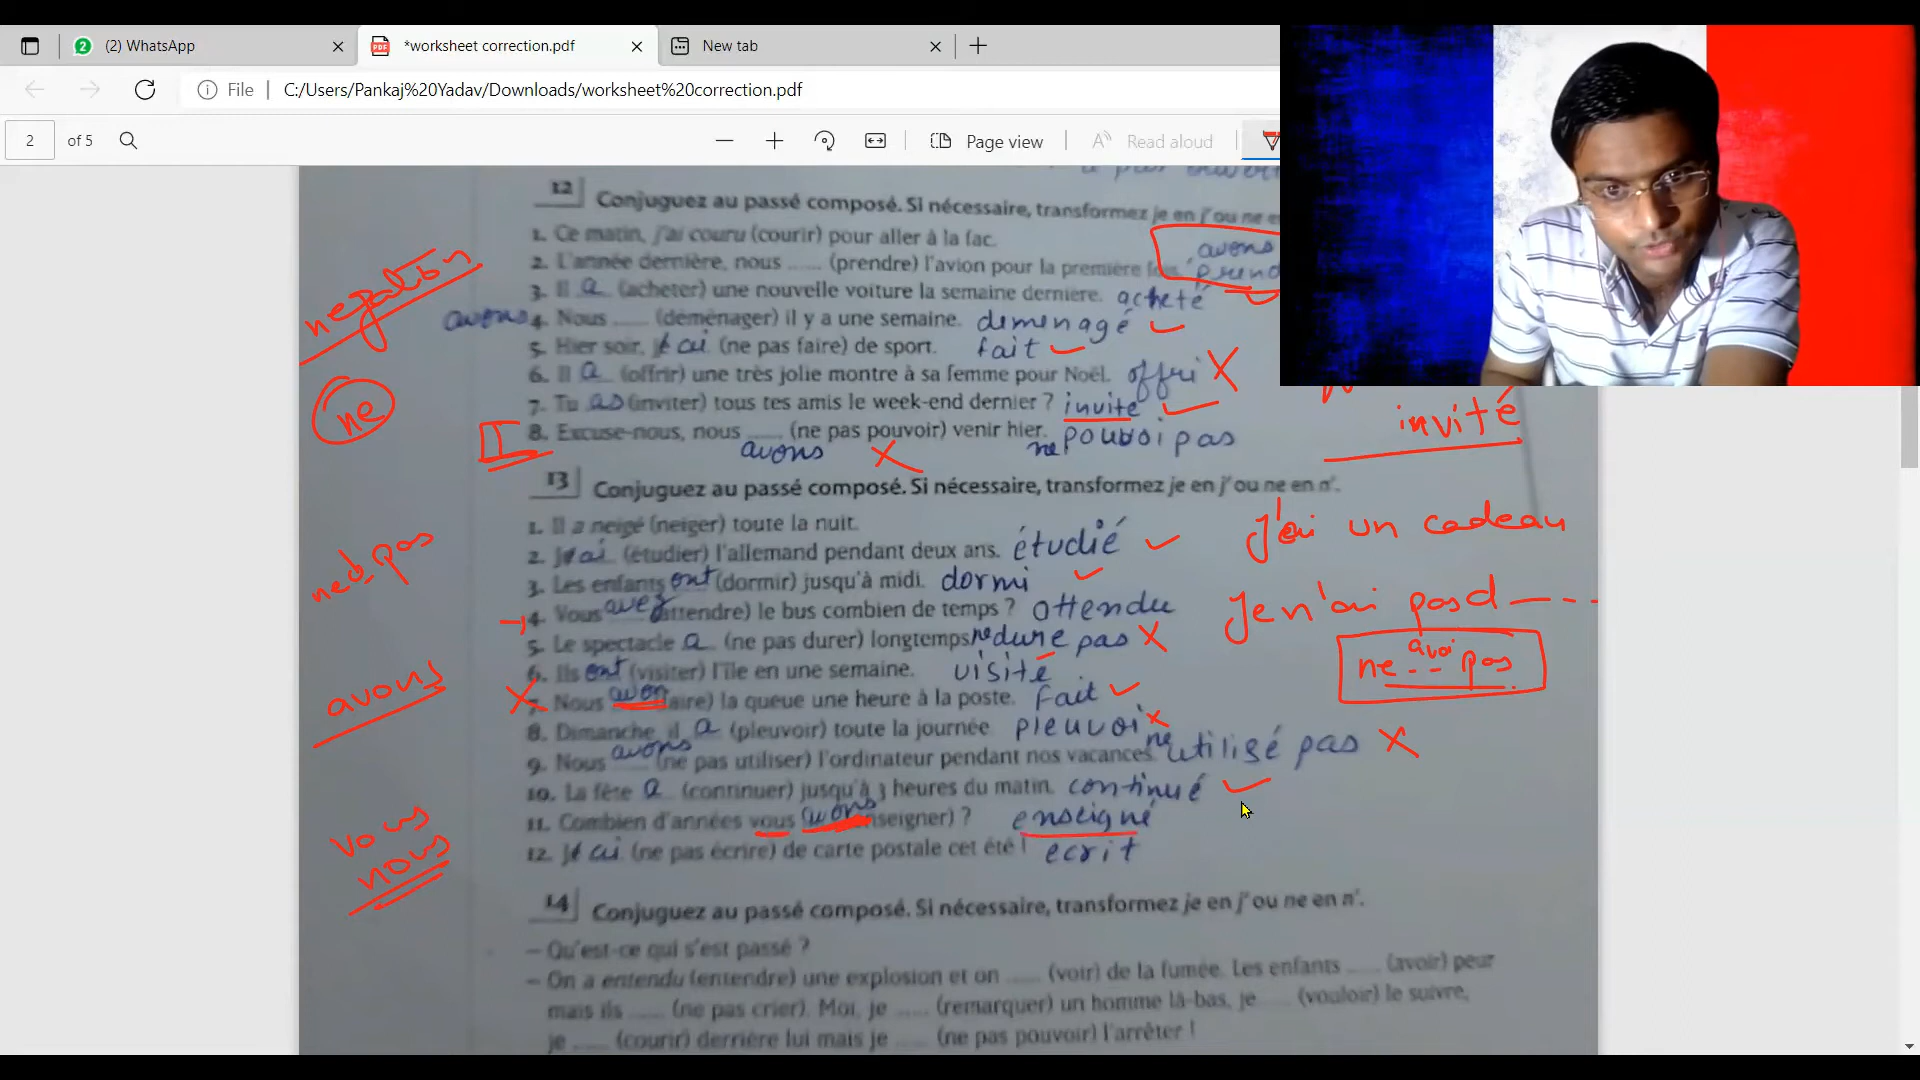 (2) WhatsApp
*worksheet correction.pdf
New tab
File
C:/Users/Pankaj%20Yadav/Downloads/worksheet%20correction.pdf
2 of 5
Page view
Read aloud
12
Conjuguez au passé composé. Si nécessaire, transformez je en j' ou ne e
1. Ce matin, j'ai couru (courir) pour aller à la fac.
avons
2. L'année dernière, nous ..... (prendre) l'avion pour la première
3. Il a (acheter) une nouvelle voiture la semaine dernière. acheté
avons 4. Nous ..... (déménager) il y a une semaine. demenagé
5. Hier soir, je ai (ne pas faire) de sport. fait
6. Il a (offrir) une très jolie montre à sa femme pour Noël. offri
7. Tu as (inviter) tous tes amis le week-end dernier ? invité
invité
8. Excuse-nous, nous ..... (ne pas pouvoir) venir hier. ne pouvoi pas
avons
negation
ne
13
Conjuguez au passé composé. Si nécessaire, transformez je en j' ou ne en n'.
1. Il a neigé (neiger) toute la nuit.
J'ai un cadeau
2. je ai (étudier) l'allemand pendant deux ans. étudié
3. Les enfants ont (dormir) jusqu'à midi. dormi
Je n'ai pas d----
4. Vous avez attendre) le bus combien de temps ? attendu
5. Le spectacle a (ne pas durer) longtemps ne dure pas
avoi
ne -- pas
6. Ils ont (visiter) l'île en une semaine. visité
7. Nous avon aire) la queue une heure à la poste. fait
8. Dimanche, il a (pleuvoir) toute la journée. pleuvoi
avons
9. Nous ..... (ne pas utiliser) l'ordinateur pendant nos vacances. ne utilisé pas
10. La fête a (continuer) jusqu'à 3 heures du matin. continué
11. Combien d'années vous avons nseigner) ? enseigné
12. je ai (ne pas écrire) de carte postale cet été ! ecrit
pas
avons
vous
nous
14
Conjuguez au passé composé. Si nécessaire, transformez je en j' ou ne en n'.
– Qu'est-ce qui s'est passé ?
– On a entendu (entendre) une explosion et on ..... (voir) de la fumée. Les enfants ..... (avoir) peur
mais ils ..... (ne pas crier). Moi, je ..... (remarquer) un homme là-bas, je ..... (vouloir) le suivre,
je ..... (courir) derrière lui mais je ..... (ne pas pouvoir) l'arrêter !